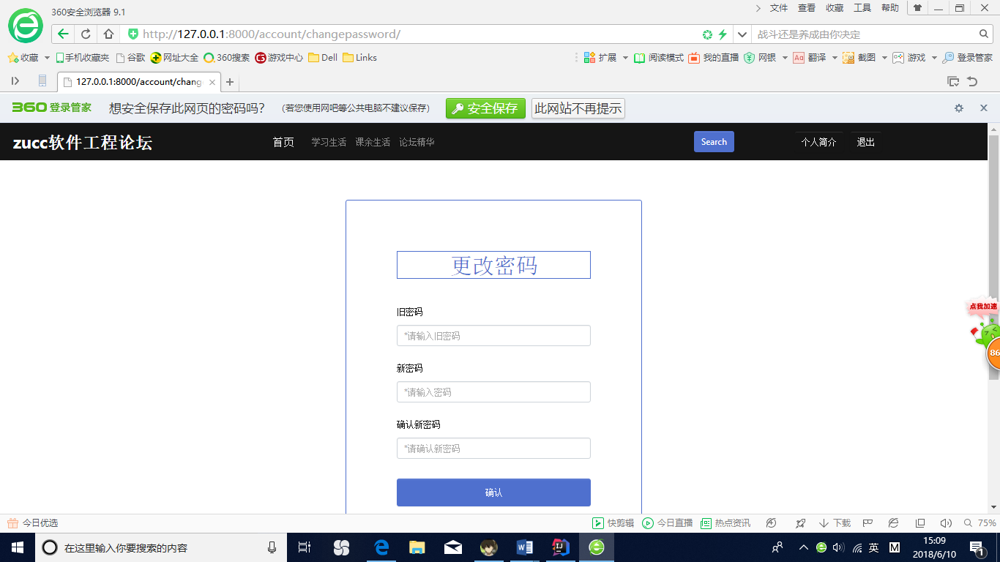 360安全浏览器 9.1
文件 查看 收藏 工具 帮助
http://127.0.0.1:8000/account/changepassword/
战斗还是养成由你决定
收藏 手机收藏夹 谷歌 网址大全 360搜索 游戏中心 Dell Links 扩展 阅读模式 我的直播 网银 翻译 截图 游戏 登录管家
127.0.0.1:8000/account/chang
360登录管家 想安全保存此网页的密码吗? (若您使用网吧等公共电脑不建议保存) 安全保存 此网站不再提示
zucc软件工程论坛 首页 学习生活 课余生活 论坛精华 Search 个人简介 退出
更改密码
点我加速
旧密码
*请输入旧密码
86
新密码
*请输入密码
确认新密码
*请确认新密码
确认
今日优选 快剪辑 今日直播 热点资讯 下载 75%
在这里输入你要搜索的内容 英 M 15:09
2018/6/10 1